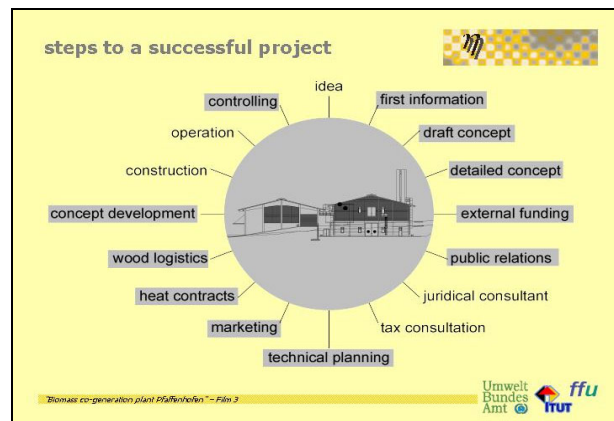 steps to a successful project
idea
first information
draft concept
detailed concept
external funding
public relations
juridical consultant
tax consultation
technical planning
marketing
heat contracts
wood logistics
concept development
construction
operation
controlling
"Biomass co-generation plant Pfaffenhofen" – Film 3
Umwelt
Bundes
Amt
ITUT
ffu